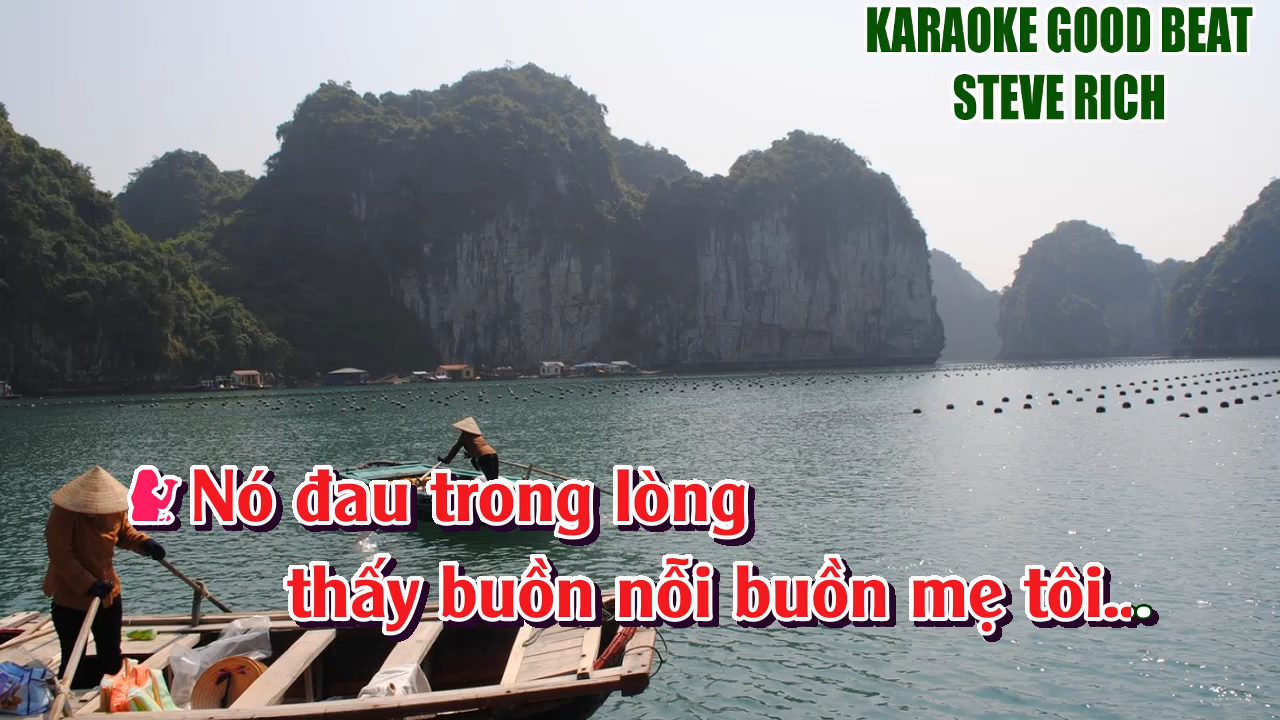 KARAOKE GOOD BEAT
STEVE RICH
Nó đau trong lòng
thấy buồn nỗi buồn mẹ tôi...